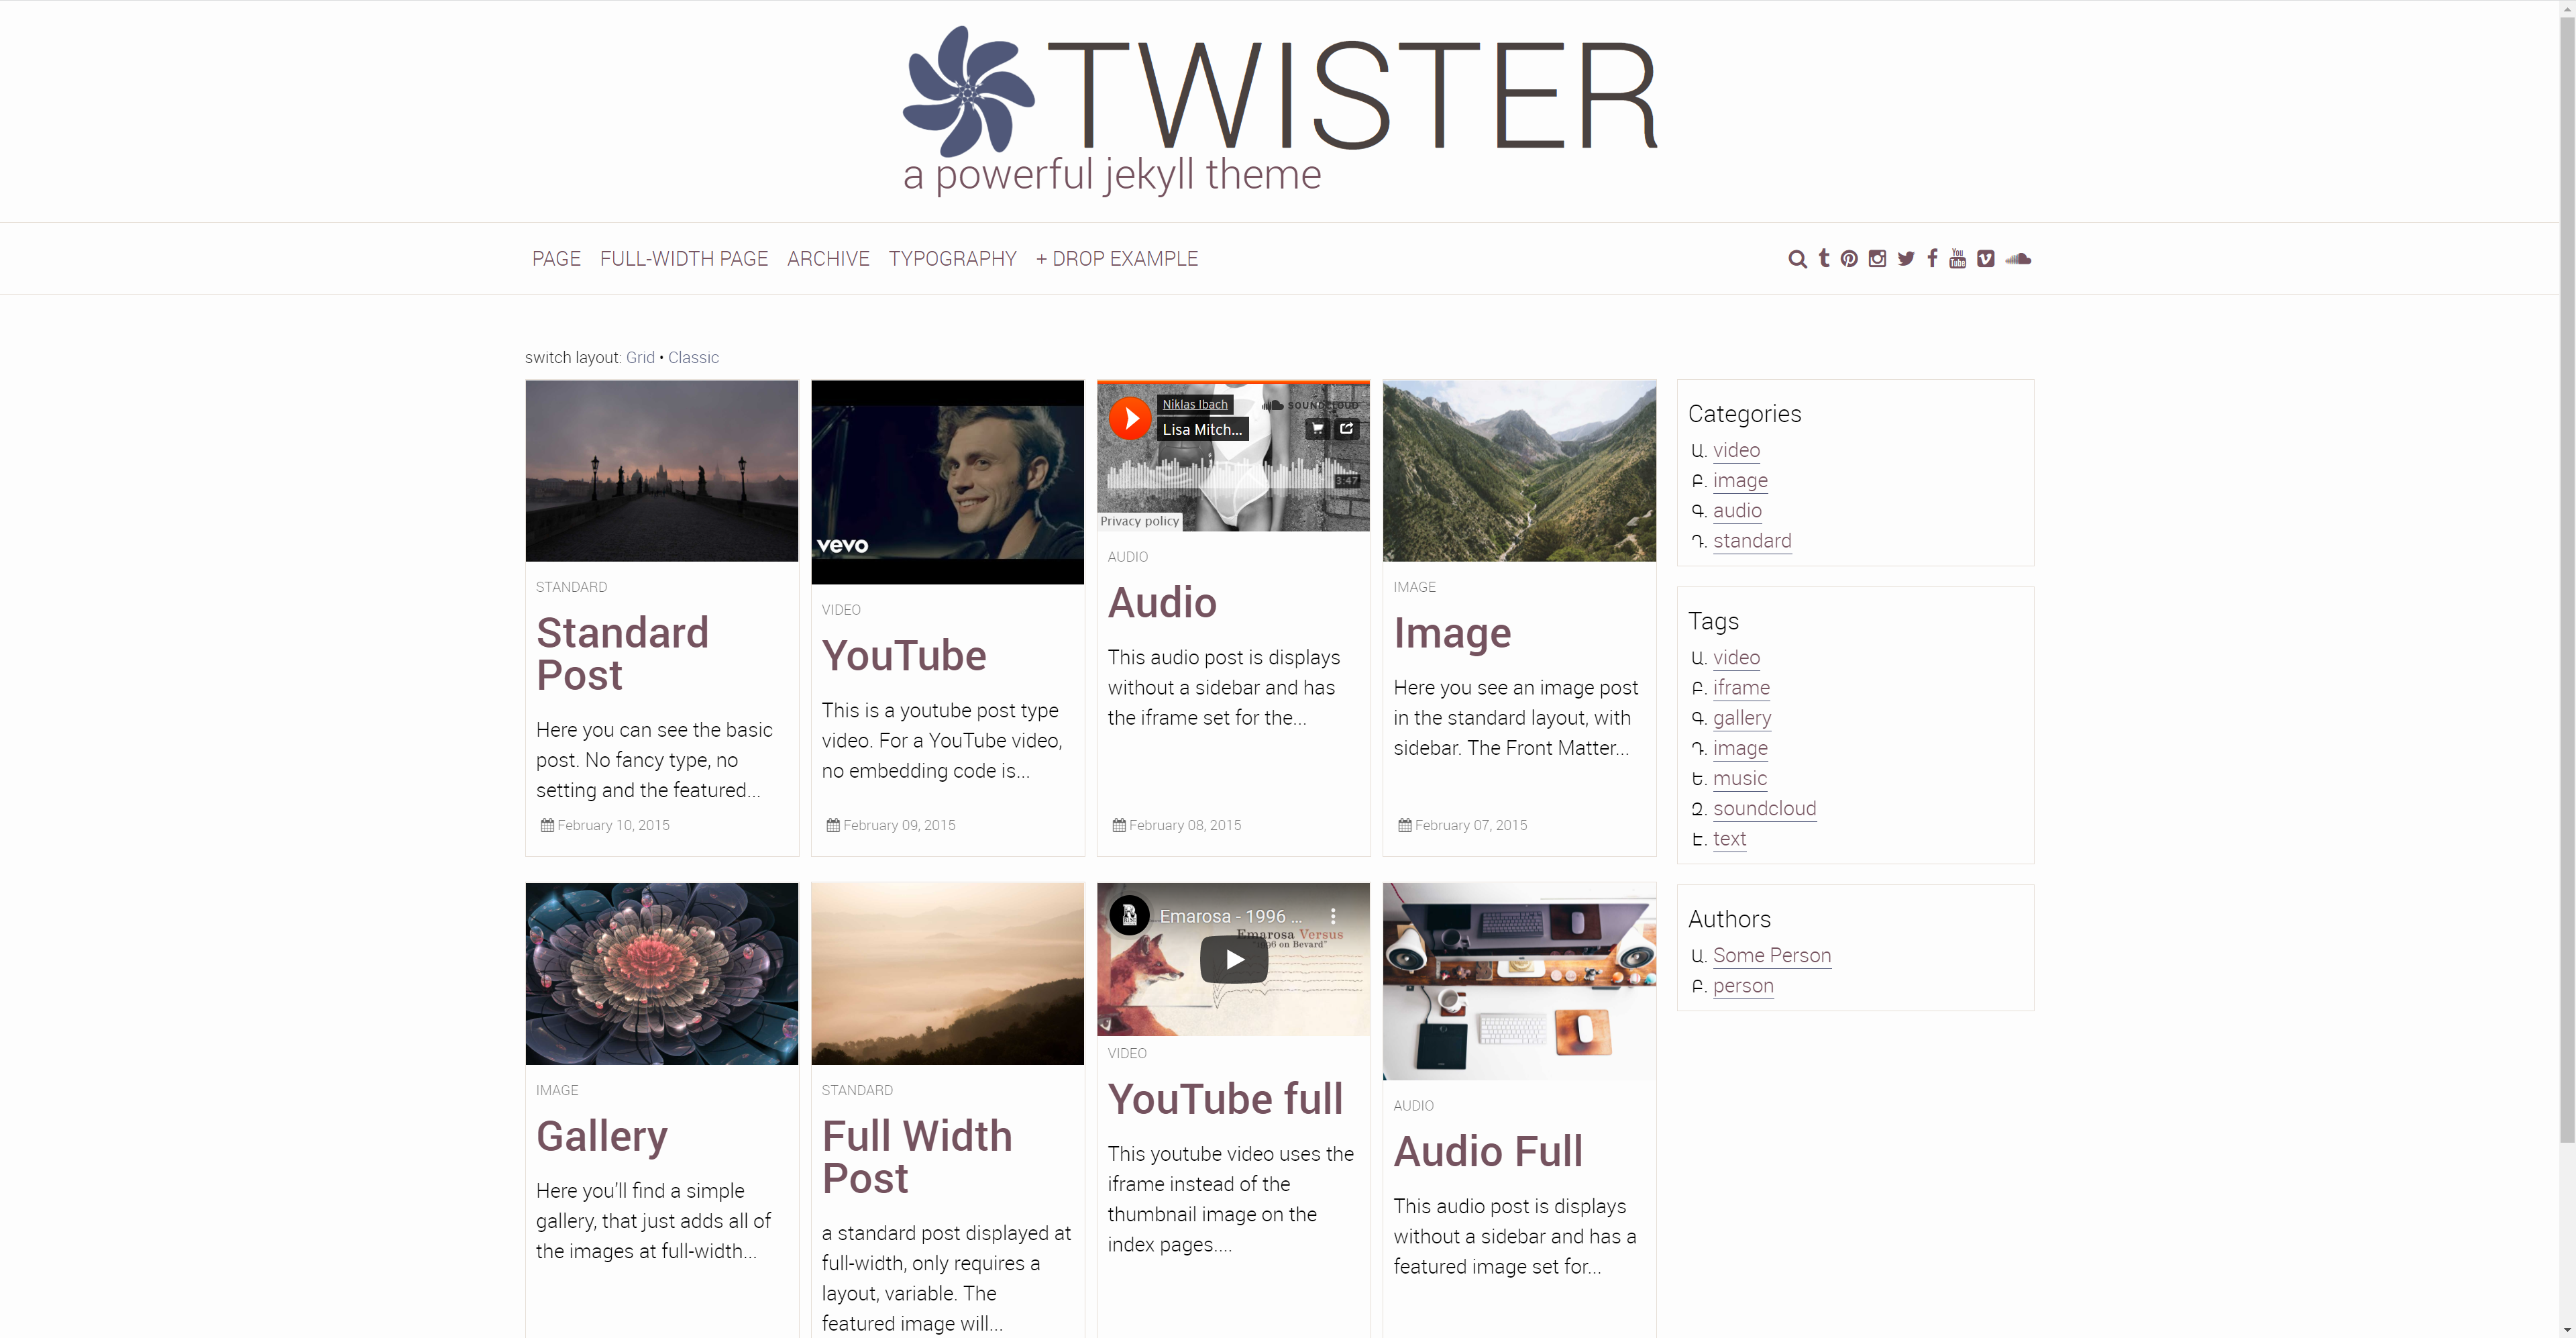 TWISTER
a powerful jekyll theme
PAGE FULL-WIDTH PAGE ARCHIVE TYPOGRAPHY + DROP EXAMPLE
You Tube
switch layout: Grid • Classic
vevo
STANDARD
Standard
Post
Here you can see the basic
post. No fancy type, no
setting and the featured...
February 10, 2015
VIDEO
YouTube
This is a youtube post type
video. For a YouTube video,
no embedding code is...
February 09, 2015
Niklas Ibach
SOUNDCLOUD
Lisa Mitch...
3:47
Privacy policy
AUDIO
Audio
This audio post is displays
without a sidebar and has
the iframe set for the...
February 08, 2015
IMAGE
Image
Here you see an image post
in the standard layout, with
sidebar. The Front Matter...
February 07, 2015
IMAGE
Gallery
Here you’ll find a simple
gallery, that just adds all of
the images at full-width...
STANDARD
Full Width
Post
a standard post displayed at
full-width, only requires a
layout, variable. The
featured image will...
Emarosa - 1996 ...
Emarosa Versus
"1996 on Bevard"
VIDEO
YouTube full
This youtube video uses the
iframe instead of the
thumbnail image on the
index pages....
AUDIO
Audio Full
This audio post is displays
without a sidebar and has a
featured image set for...
Categories
Ա. video
Բ. image
Գ. audio
Դ. standard
Tags
Ա. video
Բ. iframe
Գ. gallery
Դ. image
Ե. music
Զ. soundcloud
Է. text
Authors
Ա. Some Person
Բ. person